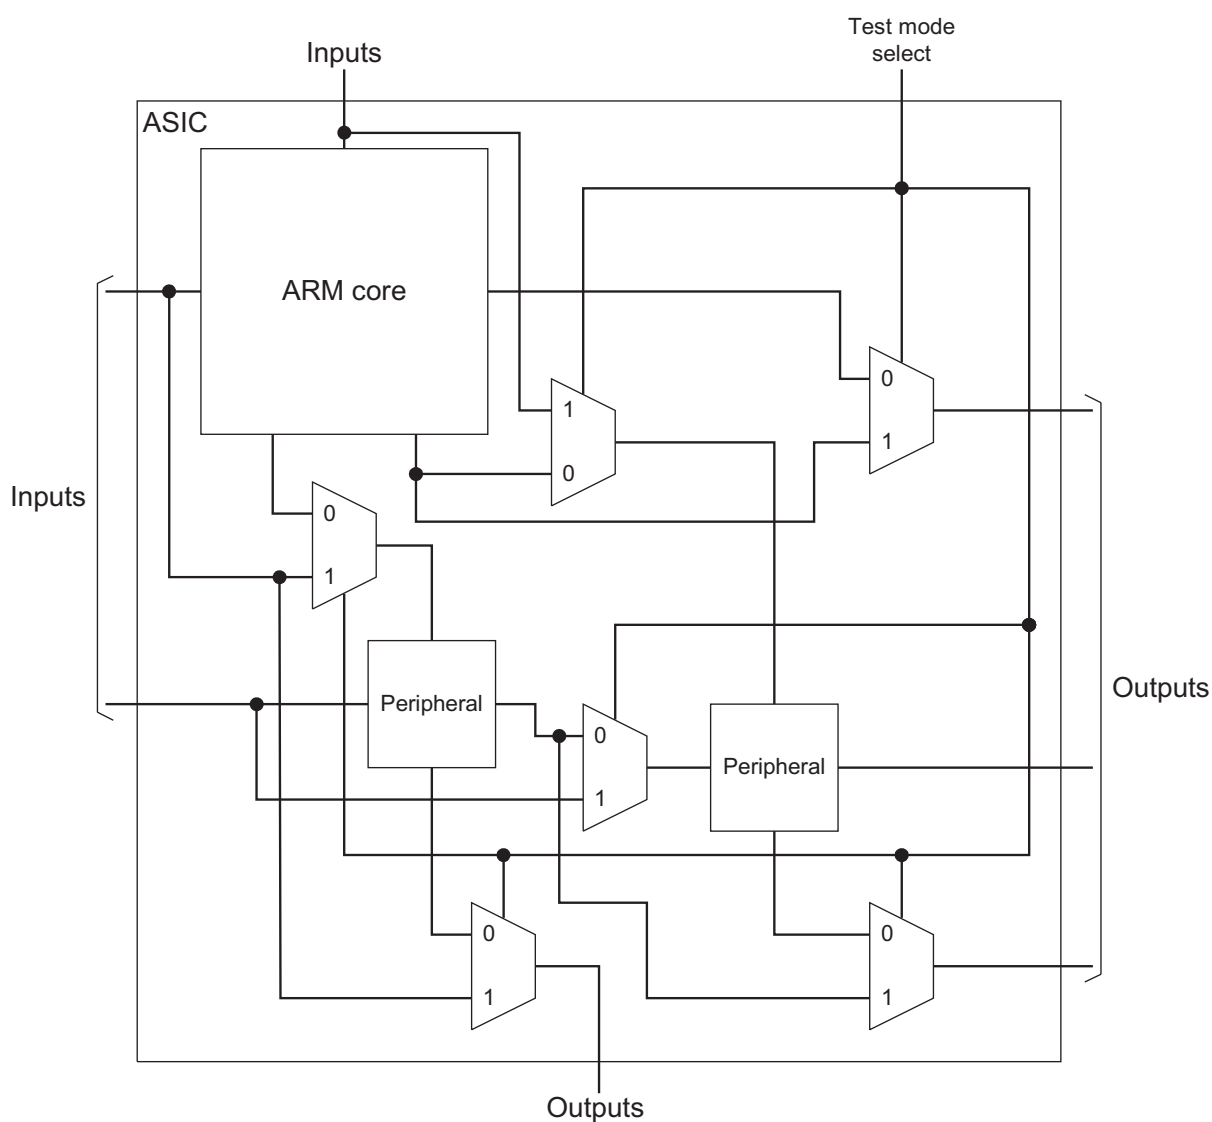 Test mode
select
Inputs
ASIC
ARM core
0
1
1
0
0
1
Inputs
Peripheral
0
1
Peripheral
Outputs
0
1
0
1
Outputs